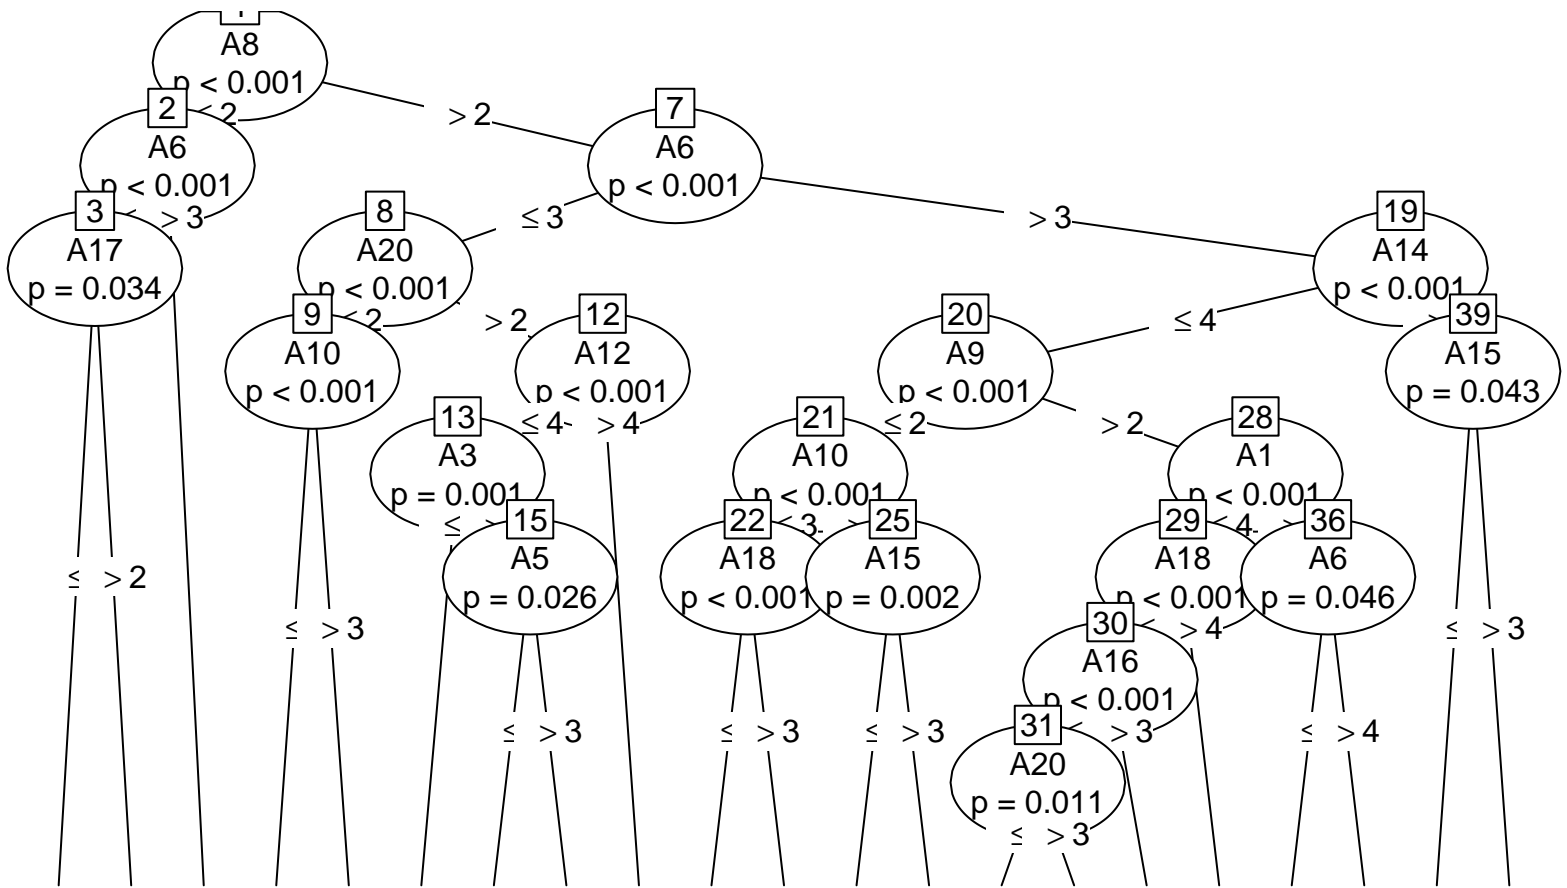 A8
p < 0.001
2
≤ 2
> 2
7
A6
p < 0.001
A6
p < 0.001
3
> 3
8
≤ 3
> 3
19
A17
p = 0.034
A20
p < 0.001
A14
p < 0.001
9
≤ 2
> 2
12
20
≤ 4
39
A10
p < 0.001
A12
p < 0.001
A9
p < 0.001
A15
p = 0.043
13
≤ 4
> 4
21
≤ 2
> 2
28
A3
p = 0.001
A10
p < 0.001
A1
p < 0.001
≤
15
22
≤ 3
25
29
≤ 4
36
A5
p = 0.026
A18
p < 0.001
A15
p = 0.002
A18
p < 0.001
A6
p = 0.046
≤
> 2
≤
> 3
30
> 4
≤
> 3
A16
p < 0.001
≤
> 3
≤
> 3
≤
> 3
31
> 3
≤
> 4
A20
p = 0.011
≤
> 3